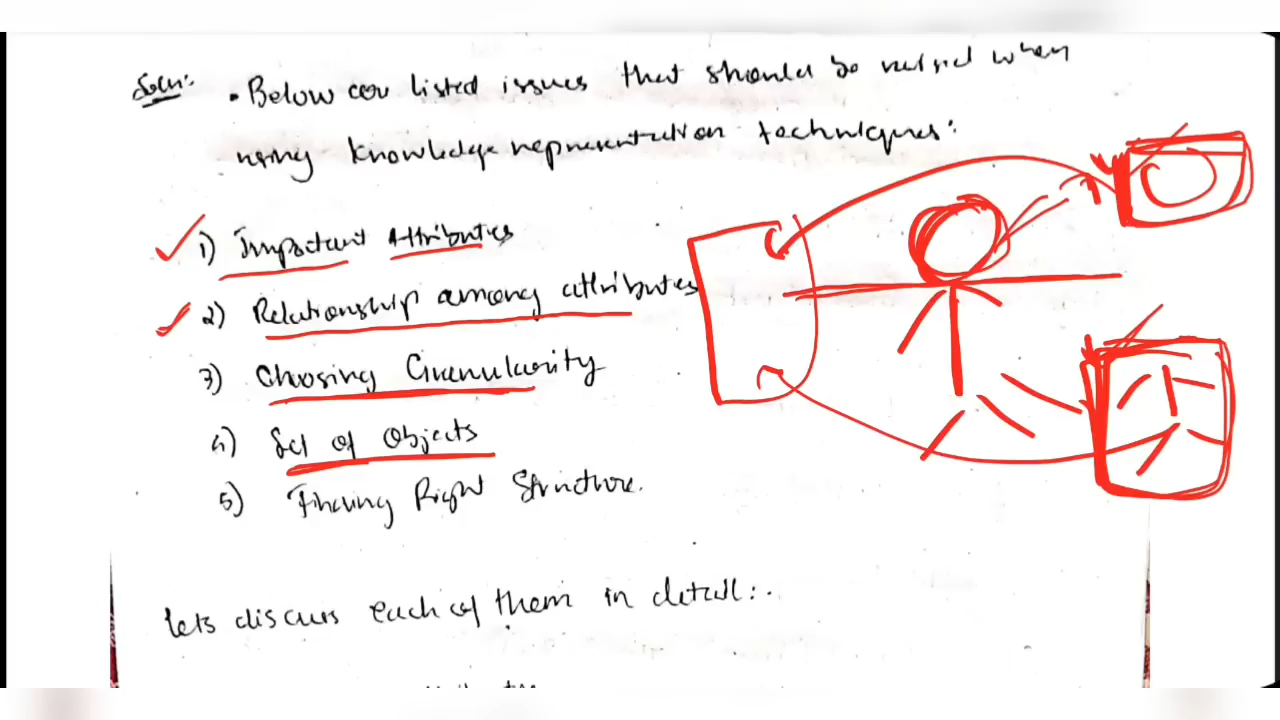 Soln:
• Below are listed issues that should be raised when
using knowledge representation techniques:
1) Important Attributes
2) Relationship among attributes
3) Choosing Granularity
4) Set of Objects
5) Finding Right Structure.
lets discuss each of them in detail:.